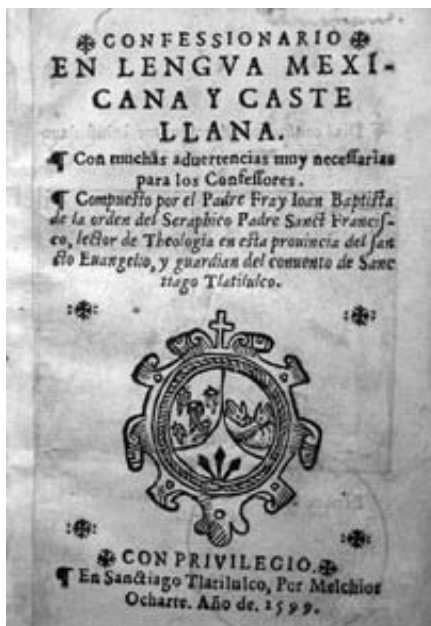 CONFESSIONARIO
EN LENGVA MEXI-
CANA Y CASTE
LLANA.
¶ Con muchas aduertencias muy necessarias
para los Confessores.
¶ Compuesto por el Padre Fray Ioan Baptista
de la orden del Seraphico Padre Sanct Francis-
co, lector de Theologia en esta prouincia del san
cto Euangelio, y guardian del conuento de Sanc
tiago Tlatilulco.
CON PRIVILEGIO.
¶ En Sanctiago Tlatilulco, Por Melchior
Ocharte. Año de. 1599.